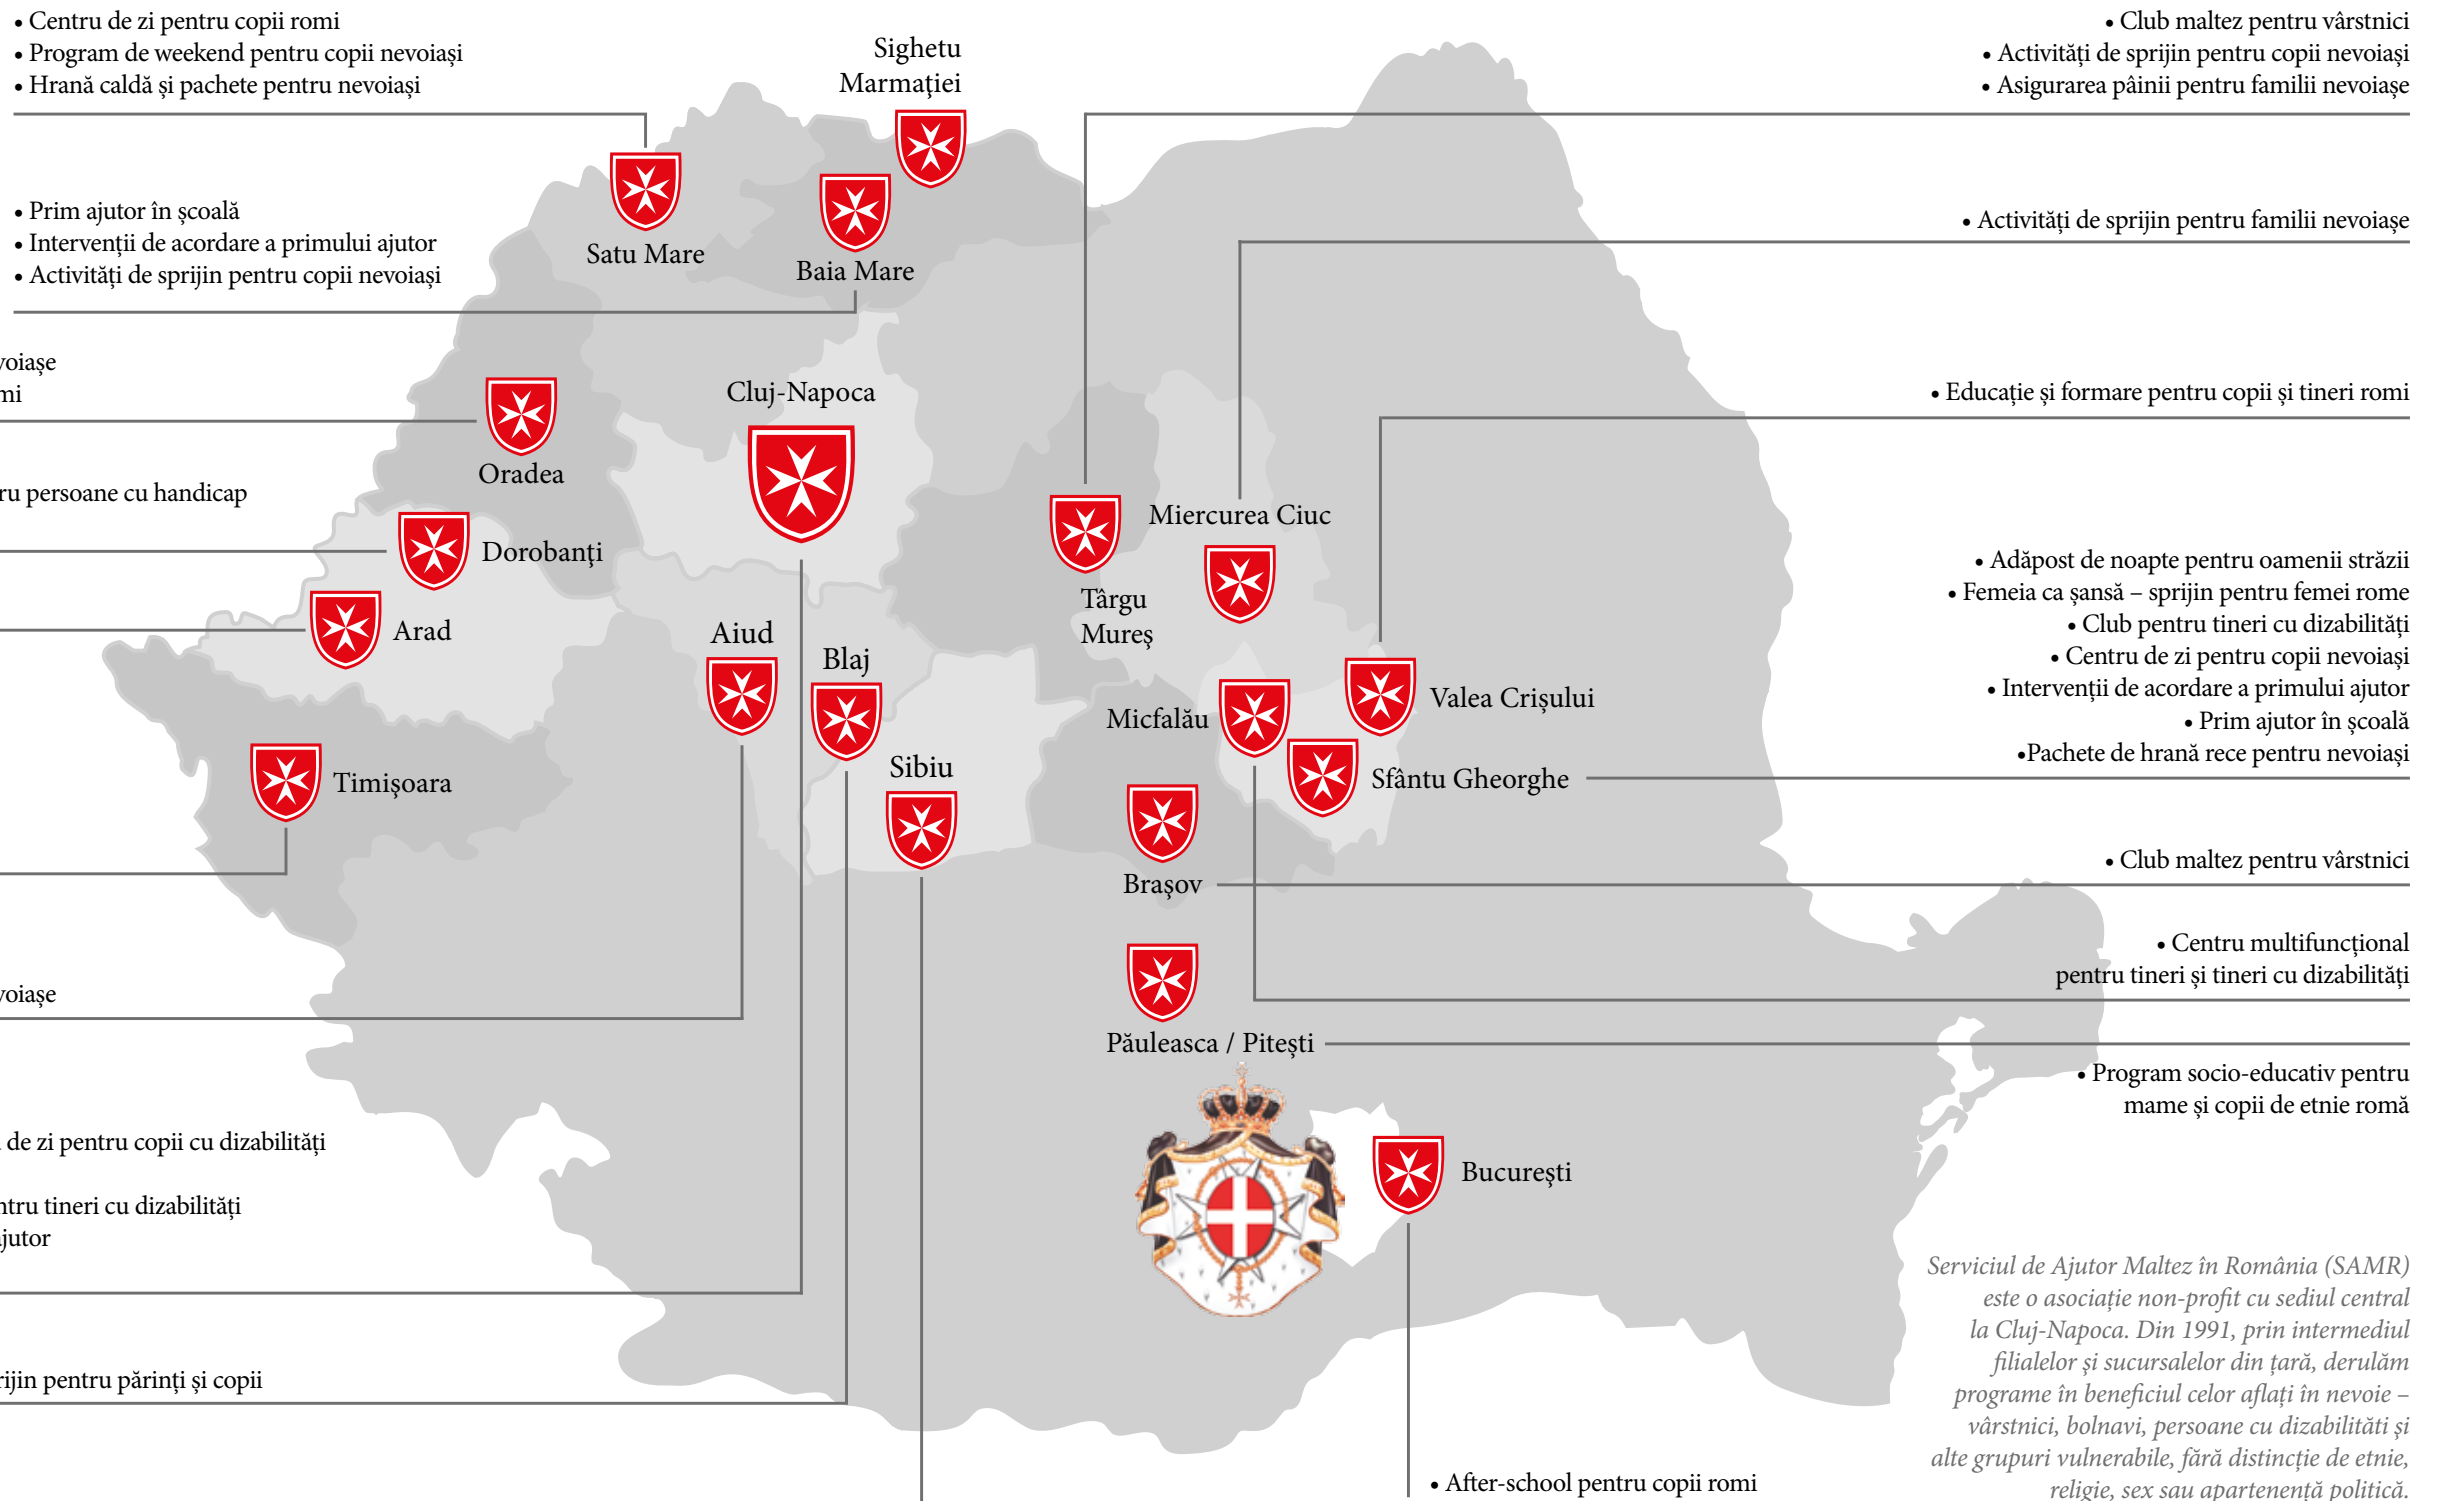 • Centru de zi pentru copii romi
• Program de weekend pentru copii nevoiași
• Hrană caldă și pachete pentru nevoiași
• Prim ajutor în școală
• Intervenții de acordare a primului ajutor
• Activități de sprijin pentru copii nevoiași
voiașe
mi
ru persoane cu handicap
voiașe
de zi pentru copii cu dizabilități
ntru tineri cu dizabilități
ajutor
rijin pentru părinți și copii
Sighetu
Marmaţiei
Satu Mare
Baia Mare
Cluj-Napoca
Oradea
Dorobanţi
Arad
Timişoara
Aiud
Blaj
Sibiu
Târgu
Mureş
Miercurea Ciuc
Micfalău
Valea Crișului
Sfântu Gheorghe
Braşov
Păuleasca / Pitești
Bucureşti
• Club maltez pentru vârstnici
• Activități de sprijin pentru copii nevoiași
• Asigurarea pâinii pentru familii nevoiașe
• Activități de sprijin pentru familii nevoiașe
• Educație și formare pentru copii și tineri romi
• Adăpost de noapte pentru oamenii străzii
• Femeia ca șansă – sprijin pentru femei rome
• Club pentru tineri cu dizabilități
• Centru de zi pentru copii nevoiași
• Intervenții de acordare a primului ajutor
• Prim ajutor în școală
•Pachete de hrană rece pentru nevoiași
• Club maltez pentru vârstnici
• Centru multifuncțional
pentru tineri și tineri cu dizabilități
• Program socio-educativ pentru
mame și copii de etnie romă
• After-school pentru copii romi
Serviciul de Ajutor Maltez în România (SAMR)
este o asociație non-profit cu sediul central
la Cluj-Napoca. Din 1991, prin intermediul
filialelor și sucursalelor din țară, derulăm
programe în beneficiul celor aflați în nevoie –
vârstnici, bolnavi, persoane cu dizabilităti și
alte grupuri vulnerabile, fără distincție de etnie,
religie, sex sau apartenență politică.